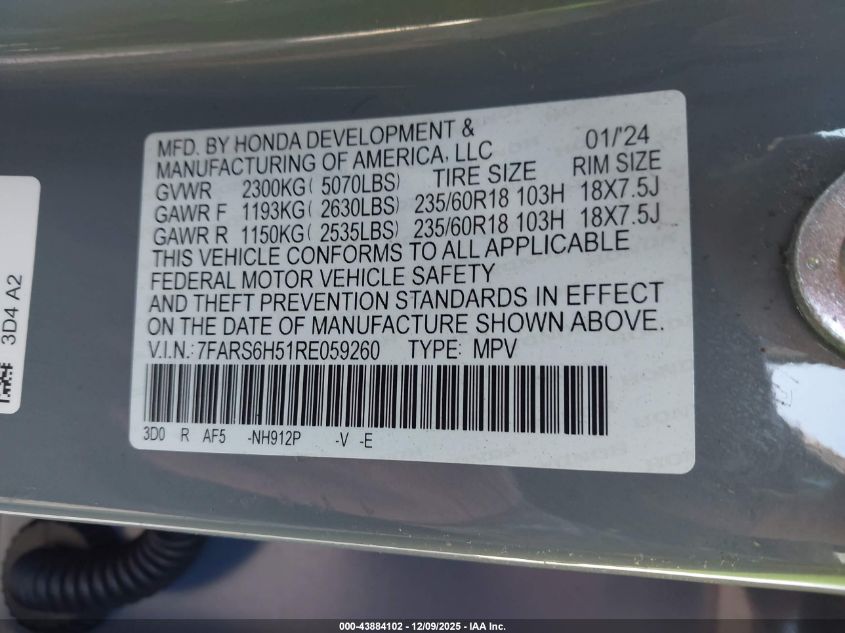 MFD. BY HONDA DEVELOPMENT &
MANUFACTURING OF AMERICA, LLC 01/'24
GVWR 2300KG( 5070LBS) TIRE SIZE RIM SIZE
GAWR F 1193KG( 2630LBS) 235/60R18 103H 18X7.5J
GAWR R 1150KG( 2535LBS) 235/60R18 103H 18X7.5J
THIS VEHICLE CONFORMS TO ALL APPLICABLE
FEDERAL MOTOR VEHICLE SAFETY
AND THEFT PREVENTION STANDARDS IN EFFECT
ON THE DATE OF MANUFACTURE SHOWN ABOVE.
V.I.N.:7FARS6H51RE059260 TYPE: MPV
3D0 R AF5 -NH912P -V -E
3D4 A2
000-43884102 | 12/09/2025 - IAA Inc.